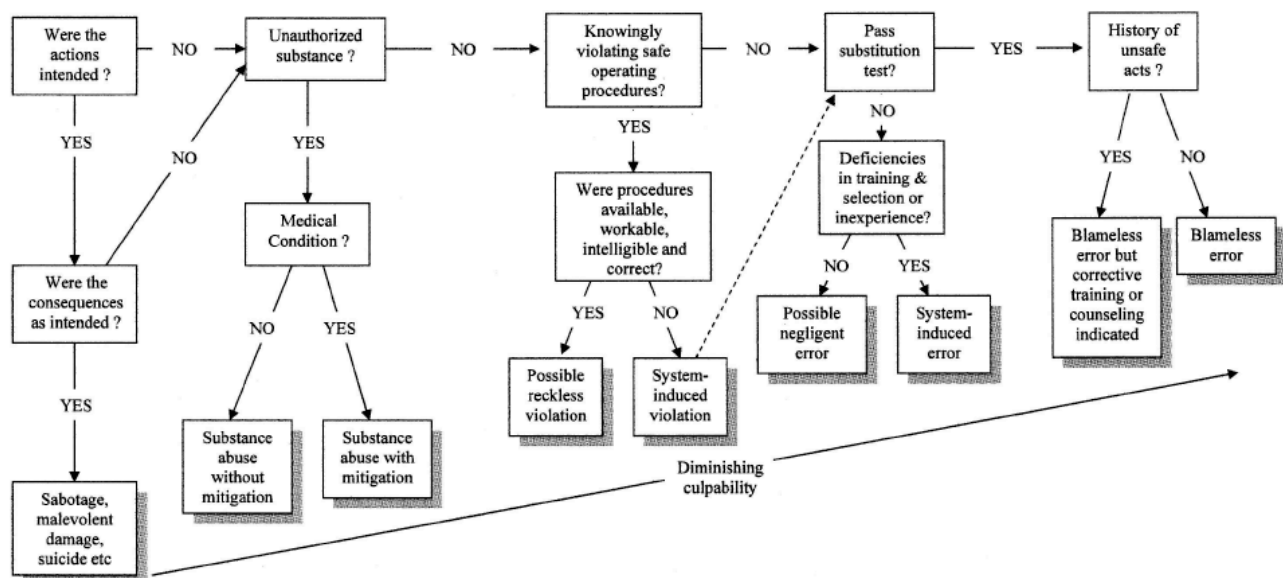 Were the
actions
intended ?
NO
Unauthorized
substance ?
NO
Knowingly
violating safe
operating
procedures?
NO
Pass
substitution
test?
YES
History of
unsafe
acts ?
YES
NO
YES
YES
NO
YES
NO
Were the
consequences
as intended ?
Medical
Condition ?
Were procedures
available,
workable,
intelligible and
correct?
Deficiencies
in training &
selection or
inexperience?
Blameless
error but
corrective
training or
counseling
indicated
Blameless
error
YES
NO
YES
YES
NO
NO
YES
Sabotage,
malevolent
damage,
suicide etc
Substance
abuse
without
mitigation
Substance
abuse with
mitigation
Possible
reckless
violation
System-
induced
violation
Possible
negligent
error
System-
induced
error
Diminishing
culpability